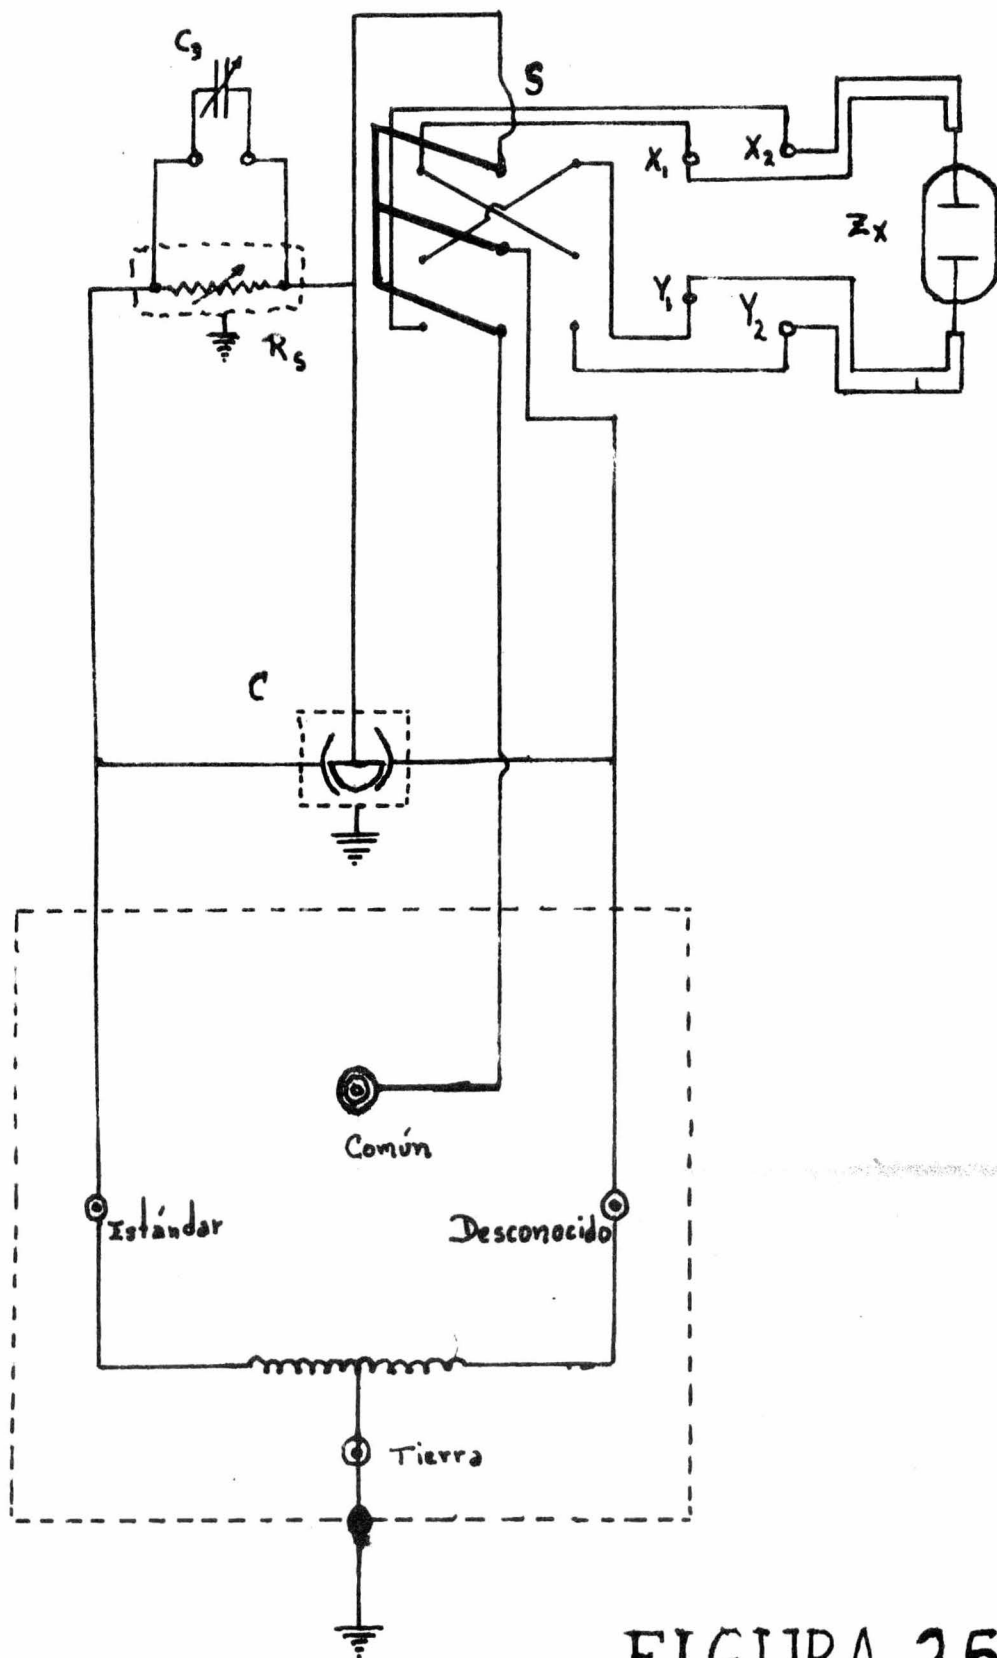 C₃
S
X₁
X₂
Zx
Y₁
Y₂
Rs
C
Común
Estándar
Desconocido
Tierra
FIGURA 25